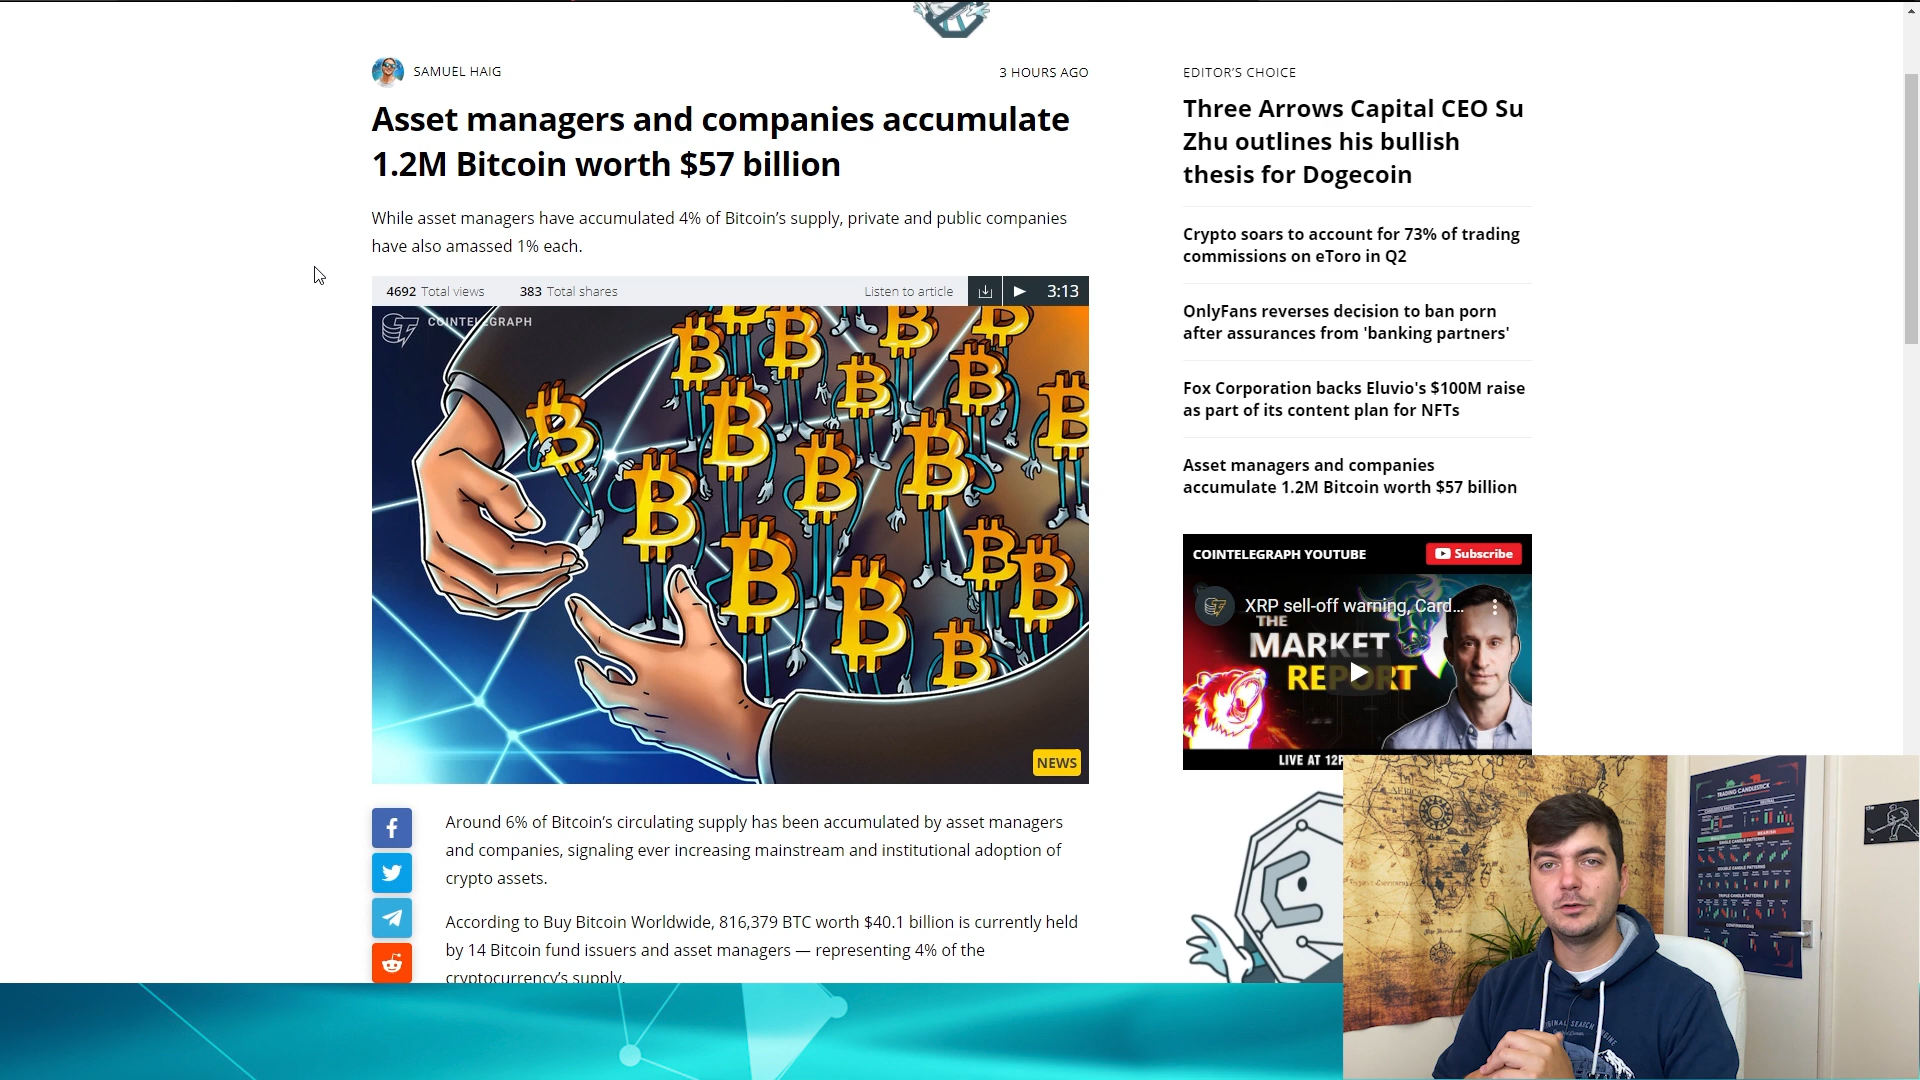 SAMUEL HAIG
3 HOURS AGO
Asset managers and companies accumulate
1.2M Bitcoin worth $57 billion
While asset managers have accumulated 4% of Bitcoin’s supply, private and public companies
have also amassed 1% each.
4692 Total views
383 Total shares
Listen to article
3:13
COINTELEGRAPH
NEWS
Around 6% of Bitcoin’s circulating supply has been accumulated by asset managers
and companies, signaling ever increasing mainstream and institutional adoption of
crypto assets.
According to Buy Bitcoin Worldwide, 816,379 BTC worth $40.1 billion is currently held
by 14 Bitcoin fund issuers and asset managers — representing 4% of the
cryptocurrency’s supply.
EDITOR’S CHOICE
Three Arrows Capital CEO Su
Zhu outlines his bullish
thesis for Dogecoin
Crypto soars to account for 73% of trading
commissions on eToro in Q2
OnlyFans reverses decision to ban porn
after assurances from 'banking partners'
Fox Corporation backs Eluvio's $100M raise
as part of its content plan for NFTs
Asset managers and companies
accumulate 1.2M Bitcoin worth $57 billion
COINTELEGRAPH YOUTUBE
Subscribe
XRP sell-off warning, Card...
THE
MARKET
REPORT
LIVE AT
TRADING CANDLESTICK
AFRICA